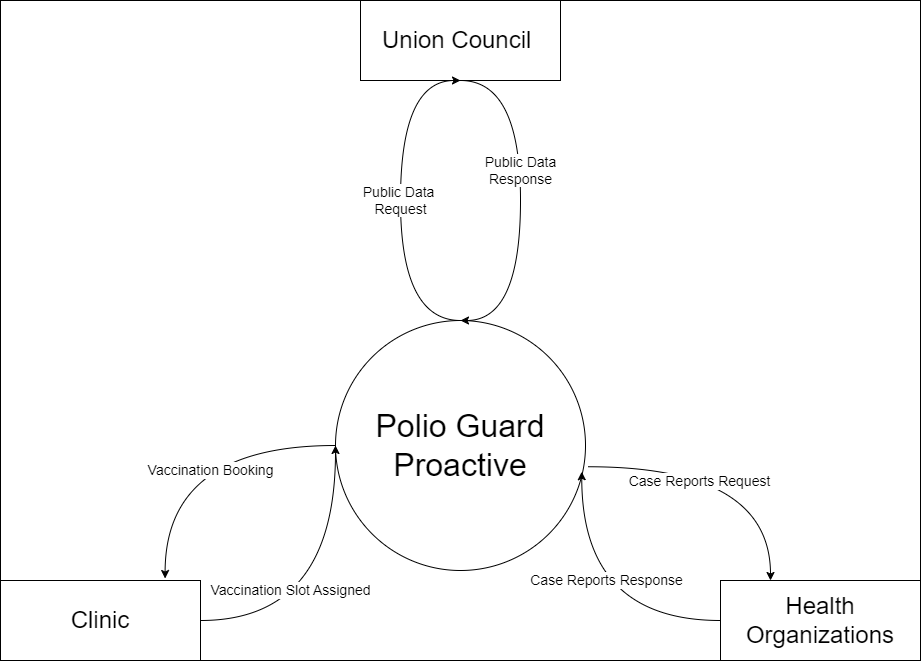 Union Council
Public Data
Response
Public Data
Request
Polio Guard
Proactive
Vaccination Booking
Case Reports Request
Case Reports Response
Vaccination Slot Assigned
Clinic
Health
Organizations